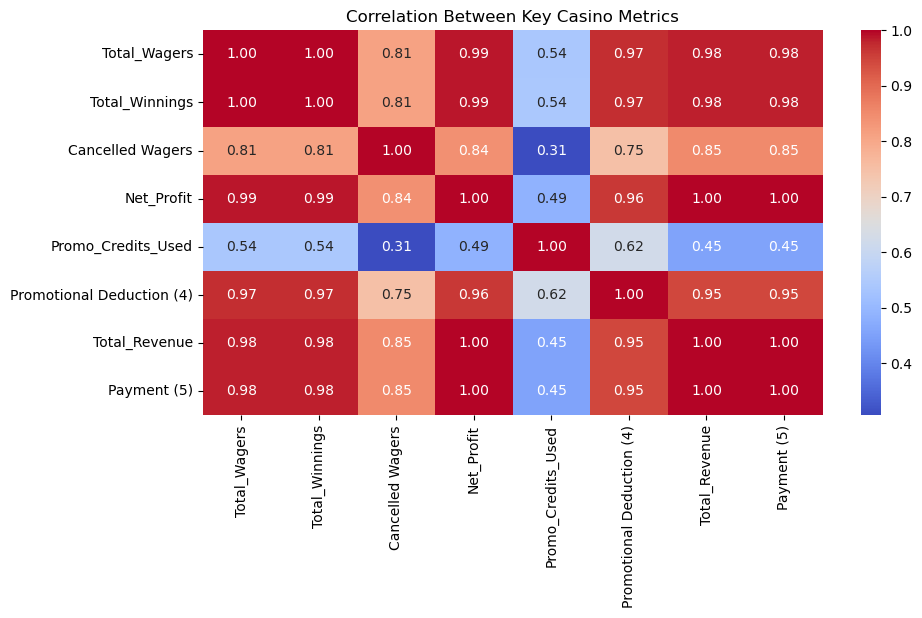 Correlation Between Key Casino Metrics
Total_Wagers 1.00 1.00 0.81 0.99 0.54 0.97 0.98 0.98
Total_Winnings 1.00 1.00 0.81 0.99 0.54 0.97 0.98 0.98
Cancelled Wagers 0.81 0.81 1.00 0.84 0.31 0.75 0.85 0.85
Net_Profit 0.99 0.99 0.84 1.00 0.49 0.96 1.00 1.00
Promo_Credits_Used 0.54 0.54 0.31 0.49 1.00 0.62 0.45 0.45
Promotional Deduction (4) 0.97 0.97 0.75 0.96 0.62 1.00 0.95 0.95
Total_Revenue 0.98 0.98 0.85 1.00 0.45 0.95 1.00 1.00
Payment (5) 0.98 0.98 0.85 1.00 0.45 0.95 1.00 1.00
Total_Wagers
Total_Winnings
Cancelled Wagers
Net_Profit
Promo_Credits_Used
Promotional Deduction (4)
Total_Revenue
Payment (5)
1.0
0.9
0.8
0.7
0.6
0.5
0.4